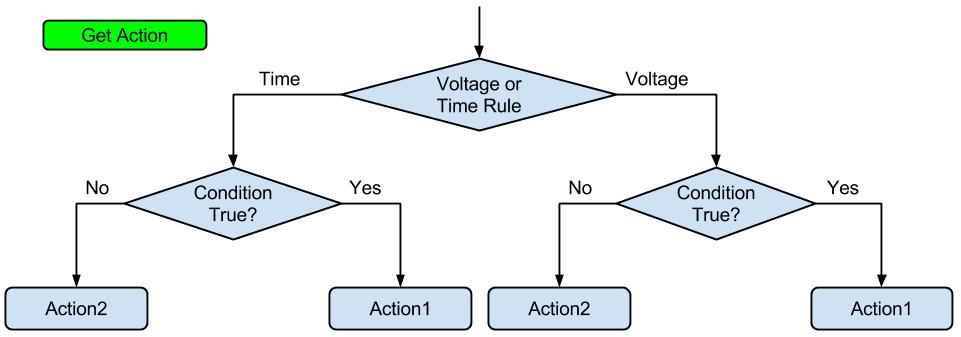 Get Action
Time
Voltage or
Time Rule
Voltage
No
Condition
True?
Yes
No
Condition
True?
Yes
Action2
Action1
Action2
Action1